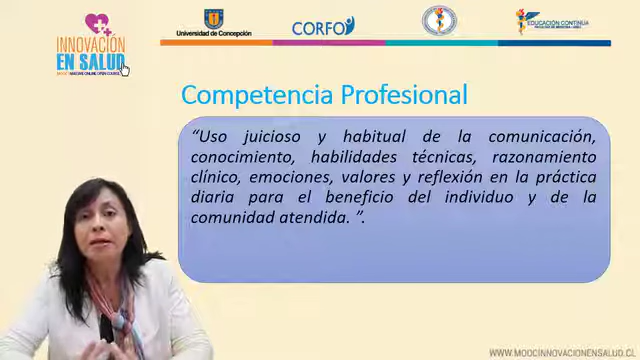 INNOVACIÓN
EN SALUD
Universidad de Concepción
CORFO
EDUCACIÓN CONTINUA
Competencia Profesional
“Uso juicioso y habitual de la comunicación,
conocimiento, habilidades técnicas, razonamiento
clínico, emociones, valores y reflexión en la práctica
diaria para el beneficio del individuo y de la
comunidad atendida. ”.
WWW.MOOCINNOVACIONENSALUD.CL